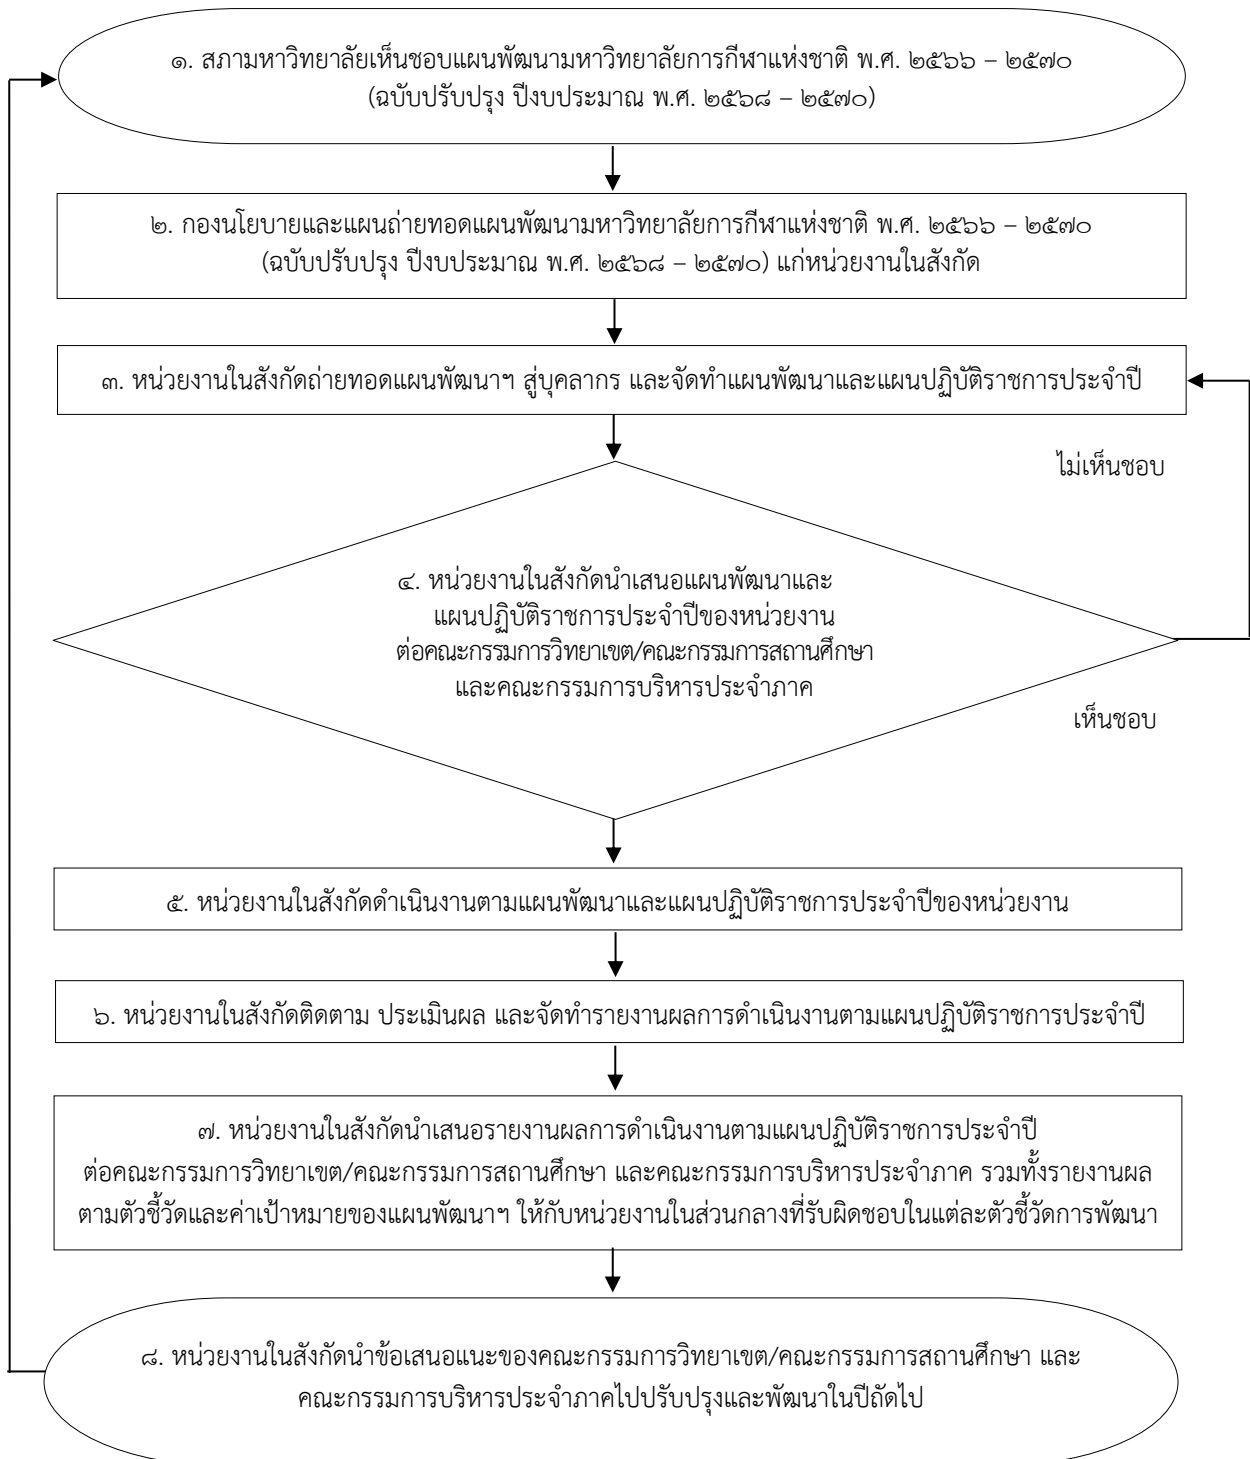 ๑. สภามหาวิทยาลัยเห็นชอบแผนพัฒนามหาวิทยาลัยการกีฬาแห่งชาติ พ.ศ. ๒๕๖๖ – ๒๕๗๐
(ฉบับปรับปรุง ปีงบประมาณ พ.ศ. ๒๕๖๘ – ๒๕๗๐)
๒. กองนโยบายและแผนถ่ายทอดแผนพัฒนามหาวิทยาลัยการกีฬาแห่งชาติ พ.ศ. ๒๕๖๖ – ๒๕๗๐
(ฉบับปรับปรุง ปีงบประมาณ พ.ศ. ๒๕๖๘ – ๒๕๗๐) แก่หน่วยงานในสังกัด
๓. หน่วยงานในสังกัดถ่ายทอดแผนพัฒนาฯ สู่บุคลากร และจัดทำแผนพัฒนาและแผนปฏิบัติราชการประจำปี
ไม่เห็นชอบ
๔. หน่วยงานในสังกัดนำเสนอแผนพัฒนาและ
แผนปฏิบัติราชการประจำปีของหน่วยงาน
ต่อคณะกรรมการวิทยาเขต/คณะกรรมการสถานศึกษา
และคณะกรรมการบริหารประจำภาค
เห็นชอบ
๕. หน่วยงานในสังกัดดำเนินงานตามแผนพัฒนาและแผนปฏิบัติราชการประจำปีของหน่วยงาน
๖. หน่วยงานในสังกัดติดตาม ประเมินผล และจัดทำรายงานผลการดำเนินงานตามแผนปฏิบัติราชการประจำปี
๗. หน่วยงานในสังกัดนำเสนอรายงานผลการดำเนินงานตามแผนปฏิบัติราชการประจำปี
ต่อคณะกรรมการวิทยาเขต/คณะกรรมการสถานศึกษา และคณะกรรมการบริหารประจำภาค รวมทั้งรายงานผล
ตามตัวชี้วัดและค่าเป้าหมายของแผนพัฒนาฯ ให้กับหน่วยงานในส่วนกลางที่รับผิดชอบในแต่ละตัวชี้วัดการพัฒนา
๘. หน่วยงานในสังกัดนำข้อเสนอแนะของคณะกรรมการวิทยาเขต/คณะกรรมการสถานศึกษา และ
คณะกรรมการบริหารประจำภาคไปปรับปรุงและพัฒนาในปีถัดไป